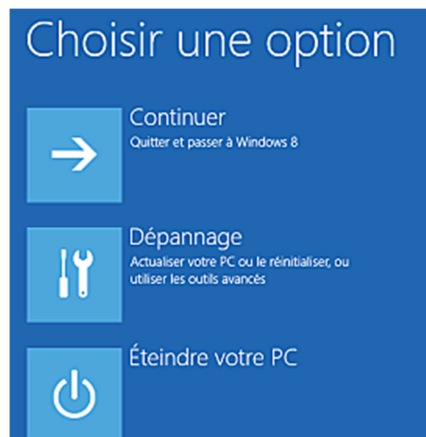 Choisir une option
Continuer
Quitter et passer à Windows 8
Dépannage
Actualiser votre PC ou le réinitialiser, ou
utiliser les outils avancés
Éteindre votre PC